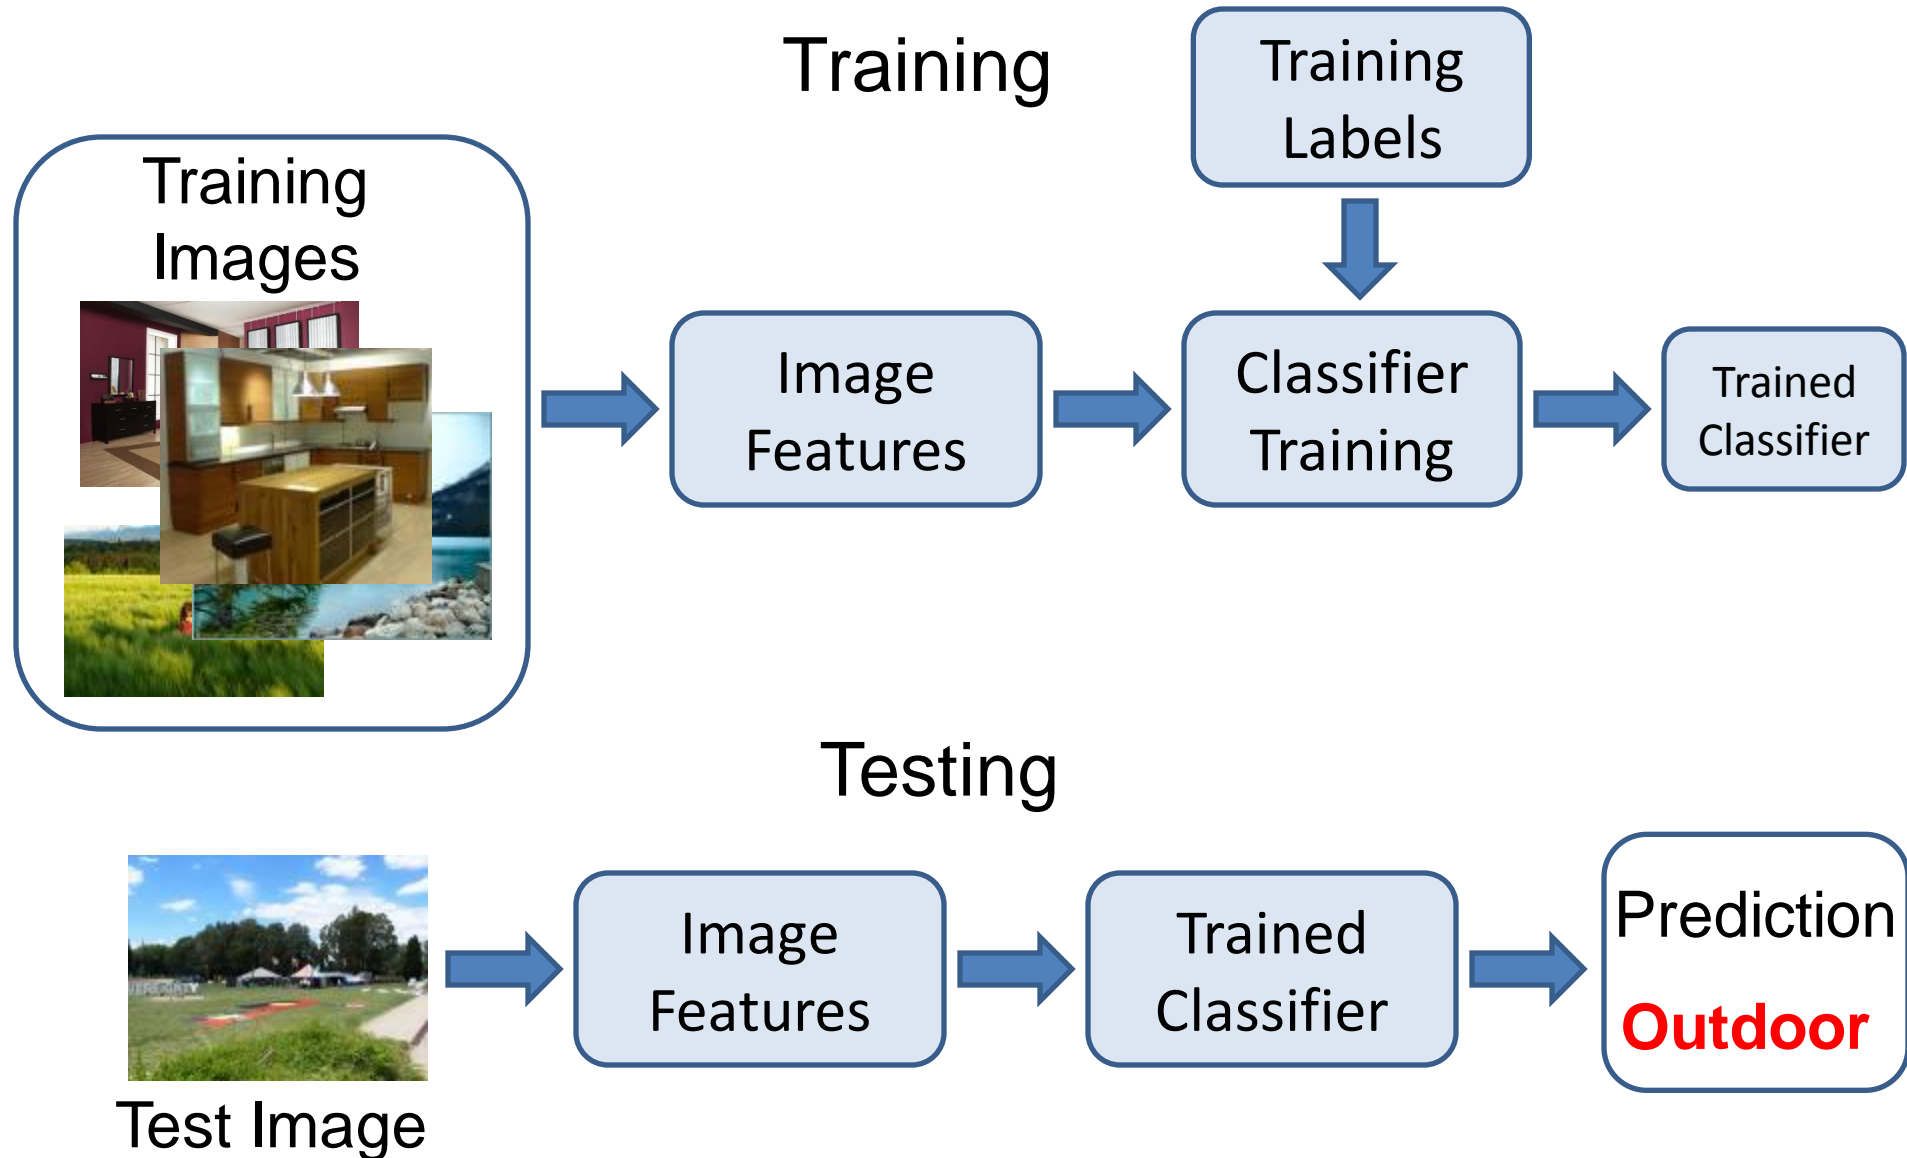 Training
Training
Labels
Training
Images
Image
Features
Classifier
Training
Trained
Classifier
Testing
Image
Features
Trained
Classifier
Prediction
Outdoor
Test Image